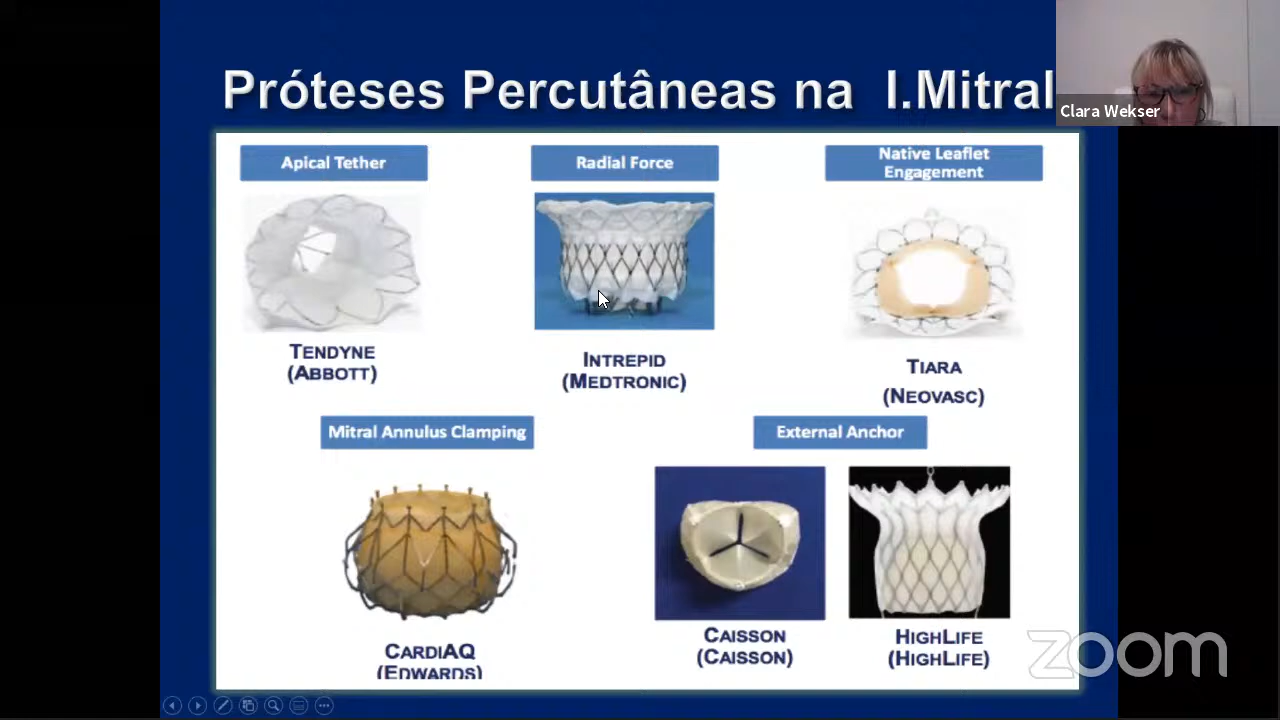 Próteses Percutâneas na I.Mitral
Clara Wekser
Apical Tether
Radial Force
Native Leaflet
Engagement
TENDYNE
(ABBOTT)
INTREPID
(MEDTRONIC)
TIARA
(NEOVASC)
Mitral Annulus Clamping
External Anchor
CARDIAQ
(EDWARDS)
CAISSON
(CAISSON)
HIGHLIFE
(HIGHLIFE)
zoom